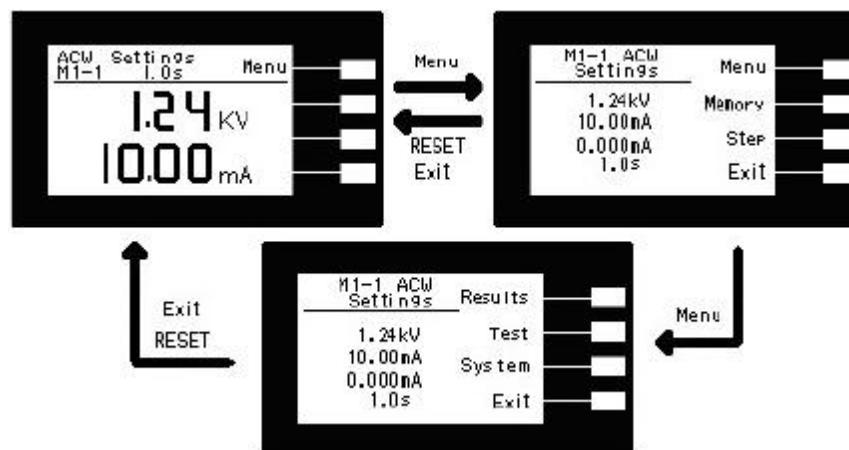 ACW Settings
M1-1 1.0s Menu
1.24 KV
10.00 mA
Menu
RESET
Exit
M1-1 ACW
Settings
Menu
1.24kV
Memory
10.00mA
Step
0.000mA
1.0s
Exit
Exit
RESET
M1-1 ACW
Settings
Results
1.24kV
Test
10.00mA
System
0.000mA
1.0s
Exit
Menu